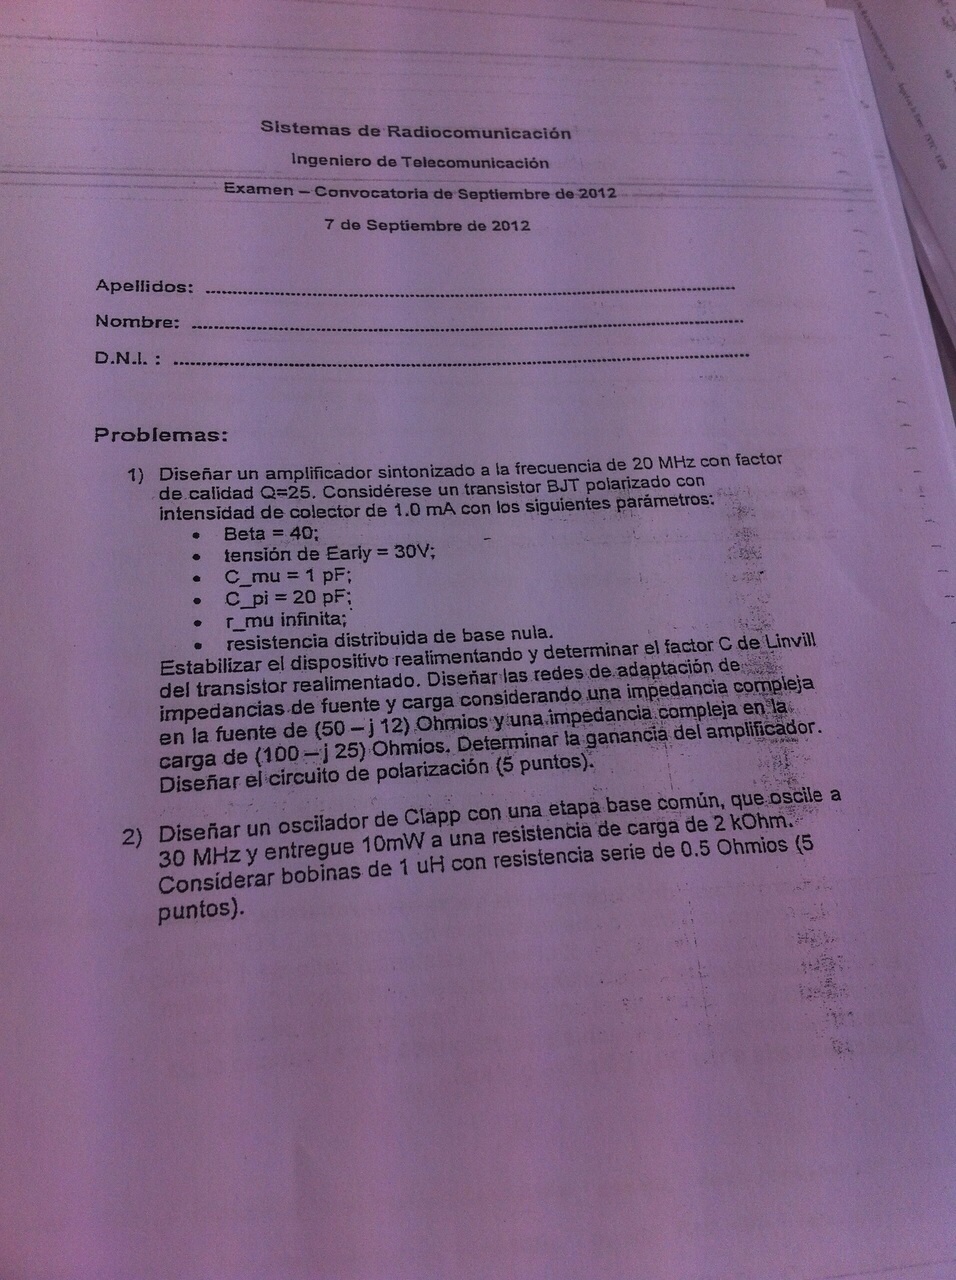 Sistemas de Radiocomunicación
Ingeniero de Telecomunicación
Examen – Convocatoria de Septiembre de 2012
7 de Septiembre de 2012
Apellidos: ................................................
Nombre: ................................................
D.N.I. : ................................................
Problemas:
1) Diseñar un amplificador sintonizado a la frecuencia de 20 MHz con factor
de calidad Q=25. Considérese un transistor BJT polarizado con
intensidad de colector de 1.0 mA con los siguientes parámetros:
• Beta = 40;
• tensión de Early = 30V;
• C_mu = 1 pF;
• C_pi = 20 pF;
• r_mu infinita;
• resistencia distribuida de base nula.
Estabilizar el dispositivo realimentando y determinar el factor C de Linvill
del transistor realimentado. Diseñar las redes de adaptación de
impedancias de fuente y carga considerando una impedancia compleja
en la fuente de (50 – j 12) Ohmios y una impedancia compleja en la
carga de (100 – j 25) Ohmios. Determinar la ganancia del amplificador.
Diseñar el circuito de polarización (5 puntos).
2) Diseñar un oscilador de Clapp con una etapa base común, que oscile a
30 MHz y entregue 10mW a una resistencia de carga de 2 kOhm.
Considerar bobinas de 1 uH con resistencia serie de 0.5 Ohmios (5
puntos).